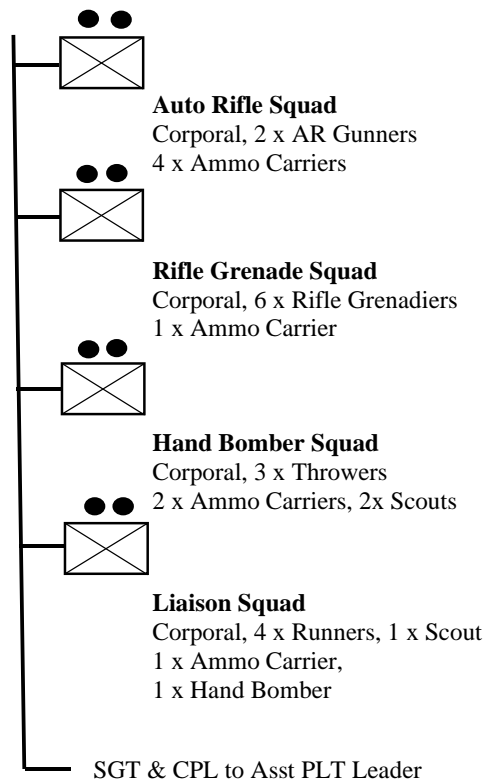 Auto Rifle Squad
Corporal, 2 x AR Gunners
4 x Ammo Carriers
Rifle Grenade Squad
Corporal, 6 x Rifle Grenadiers
1 x Ammo Carrier
Hand Bomber Squad
Corporal, 3 x Throwers
2 x Ammo Carriers, 2x Scouts
Liaison Squad
Corporal, 4 x Runners, 1 x Scout
1 x Ammo Carrier,
1 x Hand Bomber
SGT & CPL to Asst PLT Leader